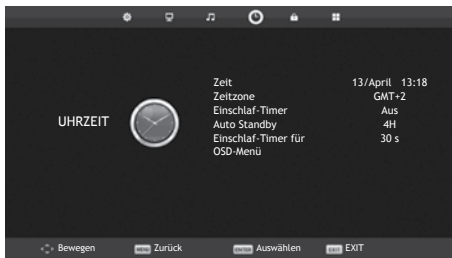 Zeit 13/April 13:18
Zeitzone GMT+2
Einschlaf-Timer Aus
UHRZEIT
Auto Standby 4H
Einschlaf-Timer für 30 s
OSD-Menü
Bewegen MENU Zurück ENTER Auswählen EXIT EXIT